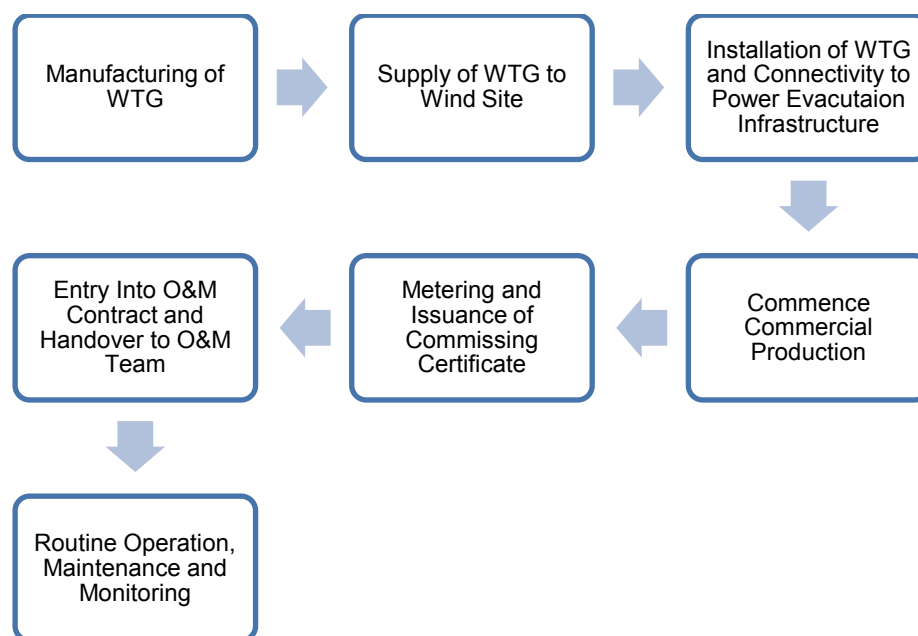 Manufacturing of
WTG
Supply of WTG to
Wind Site
Installation of WTG
and Connectivity to
Power Evacutaion
Infrastructure
Commence
Commercial
Production
Metering and
Issuance of
Commissing
Certificate
Entry Into O&M
Contract and
Handover to O&M
Team
Routine Operation,
Maintenance and
Monitoring